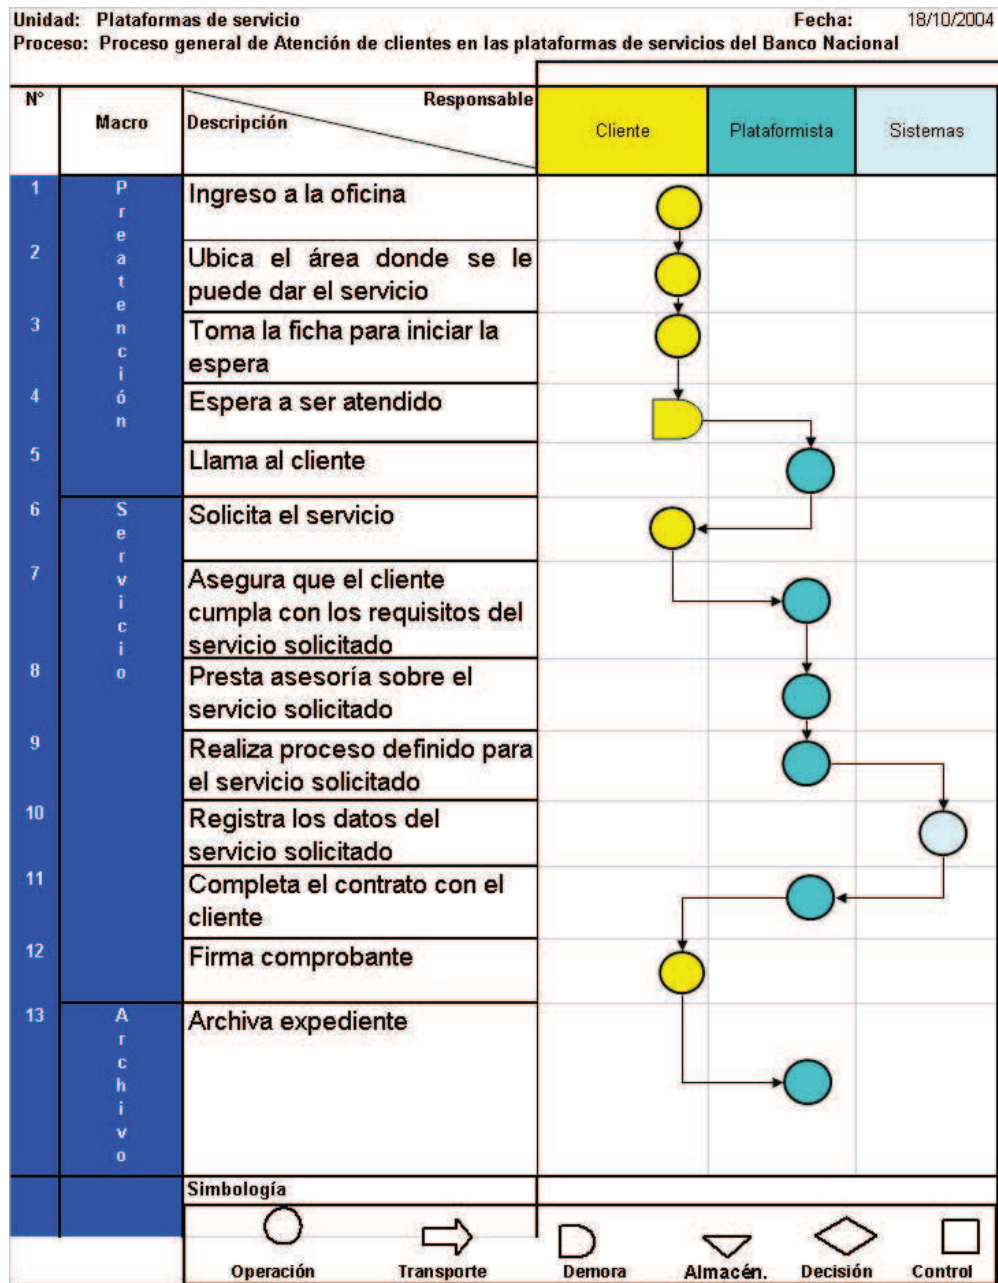 Unidad: Plataformas de servicio Fecha: 18/10/2004
Proceso: Proceso general de Atención de clientes en las plataformas de servicios del Banco Nacional
N° Macro Descripción Responsable Cliente Plataformista Sistemas
Preatención
1 Ingreso a la oficina
2 Ubica el área donde se le
puede dar el servicio
3 Toma la ficha para iniciar la
espera
4 Espera a ser atendido
5 Llama al cliente
Servicio
6 Solicita el servicio
7 Asegura que el cliente
cumpla con los requisitos del
servicio solicitado
8 Presta asesoría sobre el
servicio solicitado
9 Realiza proceso definido para
el servicio solicitado
10 Registra los datos del
servicio solicitado
11 Completa el contrato con el
cliente
12 Firma comprobante
Archivo
13 Archiva expediente
Simbología
Operación Transporte Demora Almacén. Decisión Control